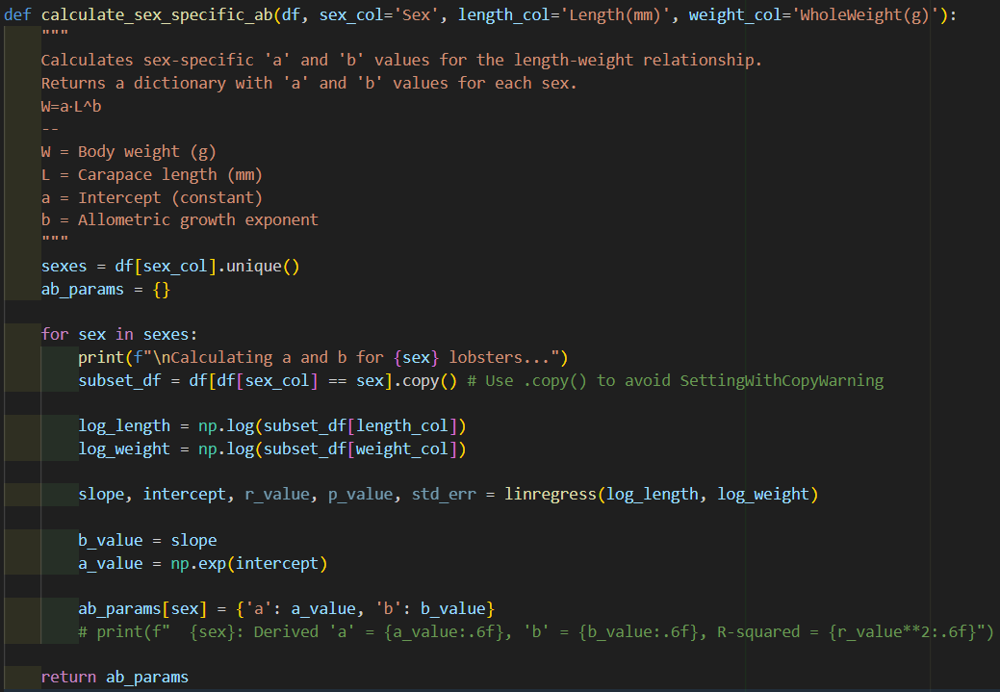 def calculate_sex_specific_ab(df, sex_col='Sex', length_col='Length(mm)', weight_col='WholeWeight(g)'):
    """
    Calculates sex-specific 'a' and 'b' values for the length-weight relationship.
    Returns a dictionary with 'a' and 'b' values for each sex.
    W=a⋅L^b
    --
    W = Body weight (g)
    L = Carapace length (mm)
    a = Intercept (constant)
    b = Allometric growth exponent
    """
    sexes = df[sex_col].unique()
    ab_params = {}

    for sex in sexes:
        print(f"\nCalculating a and b for {sex} lobsters...")
        subset_df = df[df[sex_col] == sex].copy() # Use .copy() to avoid SettingWithCopyWarning

        log_length = np.log(subset_df[length_col])
        log_weight = np.log(subset_df[weight_col])

        slope, intercept, r_value, p_value, std_err = linregress(log_length, log_weight)

        b_value = slope
        a_value = np.exp(intercept)

        ab_params[sex] = {'a': a_value, 'b': b_value}
        # print(f"  {sex}: Derived 'a' = {a_value:.6f}, 'b' = {b_value:.6f}, R-squared = {r_value**2:.6f}")

    return ab_params